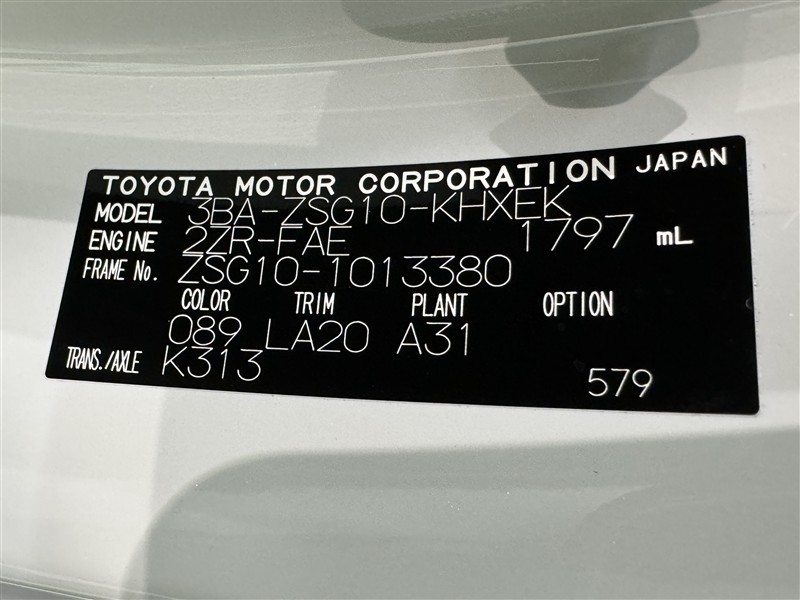 TOYOTA MOTOR CORPORATION JAPAN
MODEL 3BA-ZSG10-KHXEK
ENGINE 2ZR-FAE 1797 mL
FRAME No. ZSG10-1013380
COLOR TRIM PLANT OPTION
089 LA20 A31
TRANS./AXLE K313
579